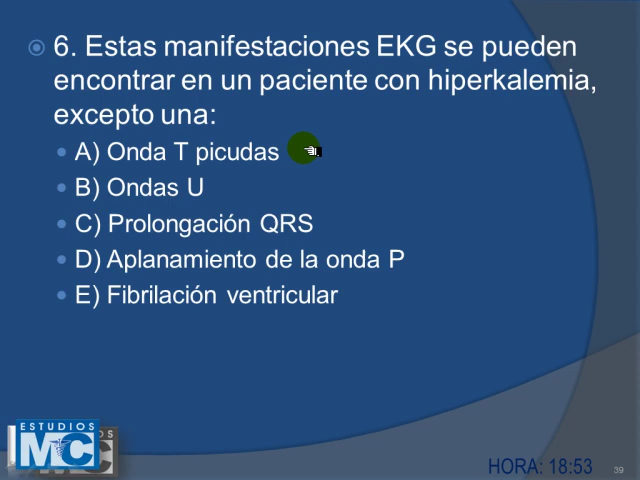 6. Estas manifestaciones EKG se pueden
encontrar en un paciente con hiperkalemia,
excepto una:
A) Onda T picudas
B) Ondas U
C) Prolongación QRS
D) Aplanamiento de la onda P
E) Fibrilación ventricular
ESTUDIOS
MC
HORA: 18:53
39